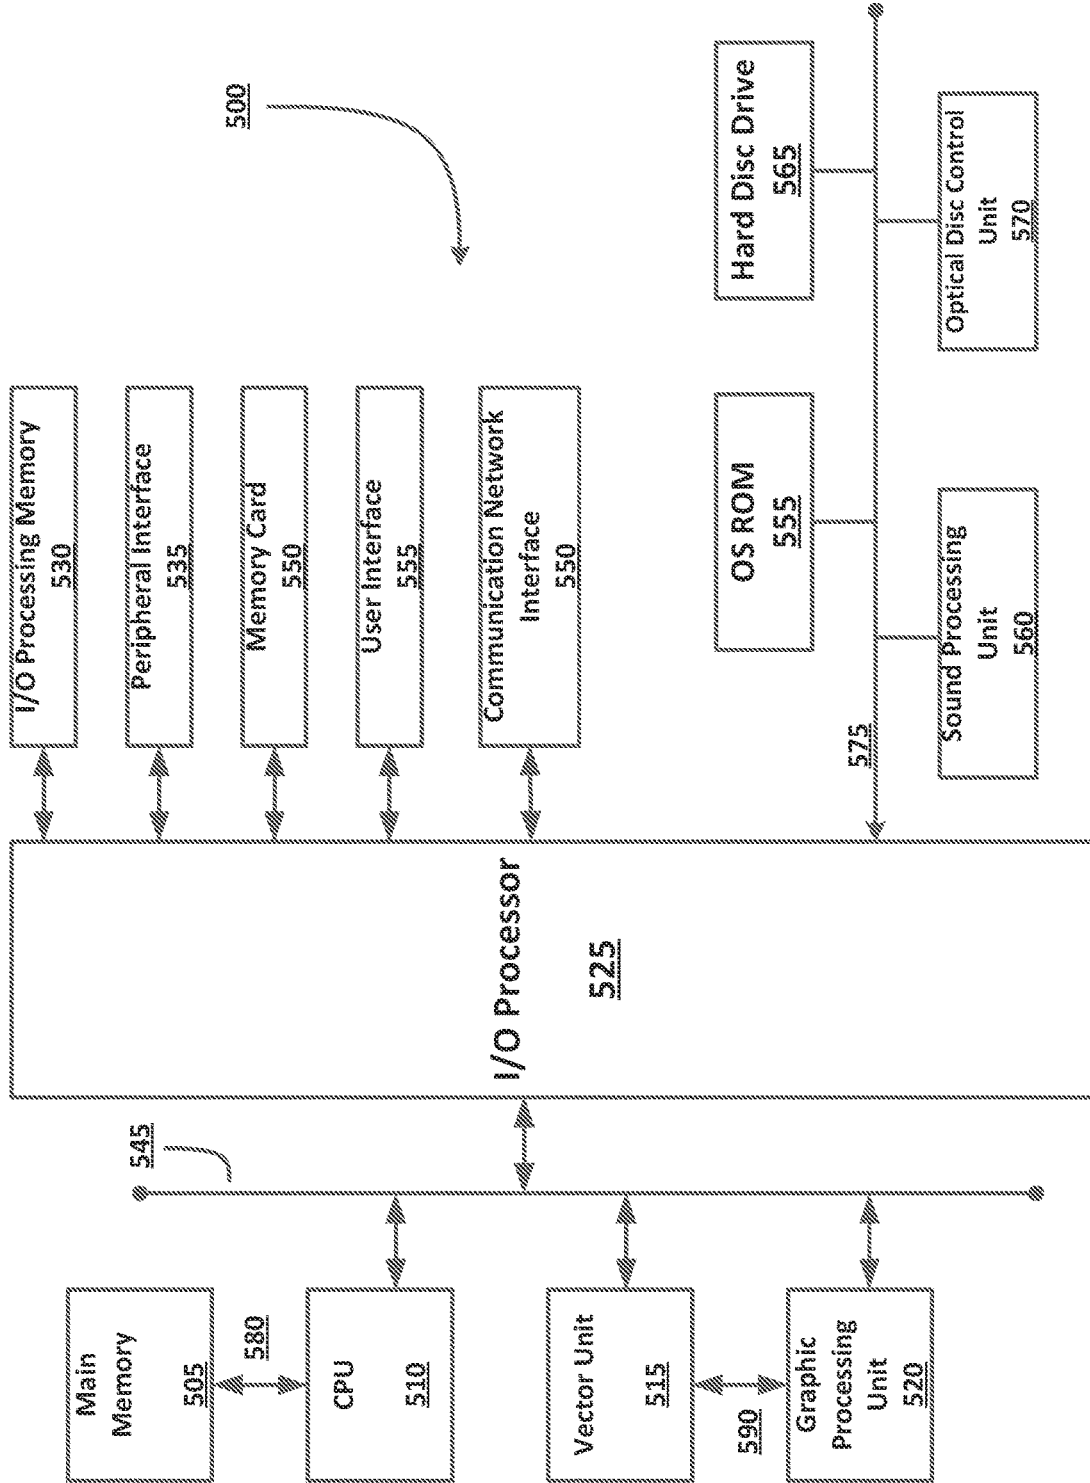 500
Main
Memory
505
580
CPU
510
Vector Unit
515
590
Graphic
Processing
Unit
520
545
I/O Processor
525
I/O Processing Memory
530
Peripheral Interface
535
Memory Card
550
User Interface
555
Communication Network
Interface
550
575
OS ROM
555
Hard Disc Drive
565
Sound Processing
Unit
560
Optical Disc Control
Unit
570